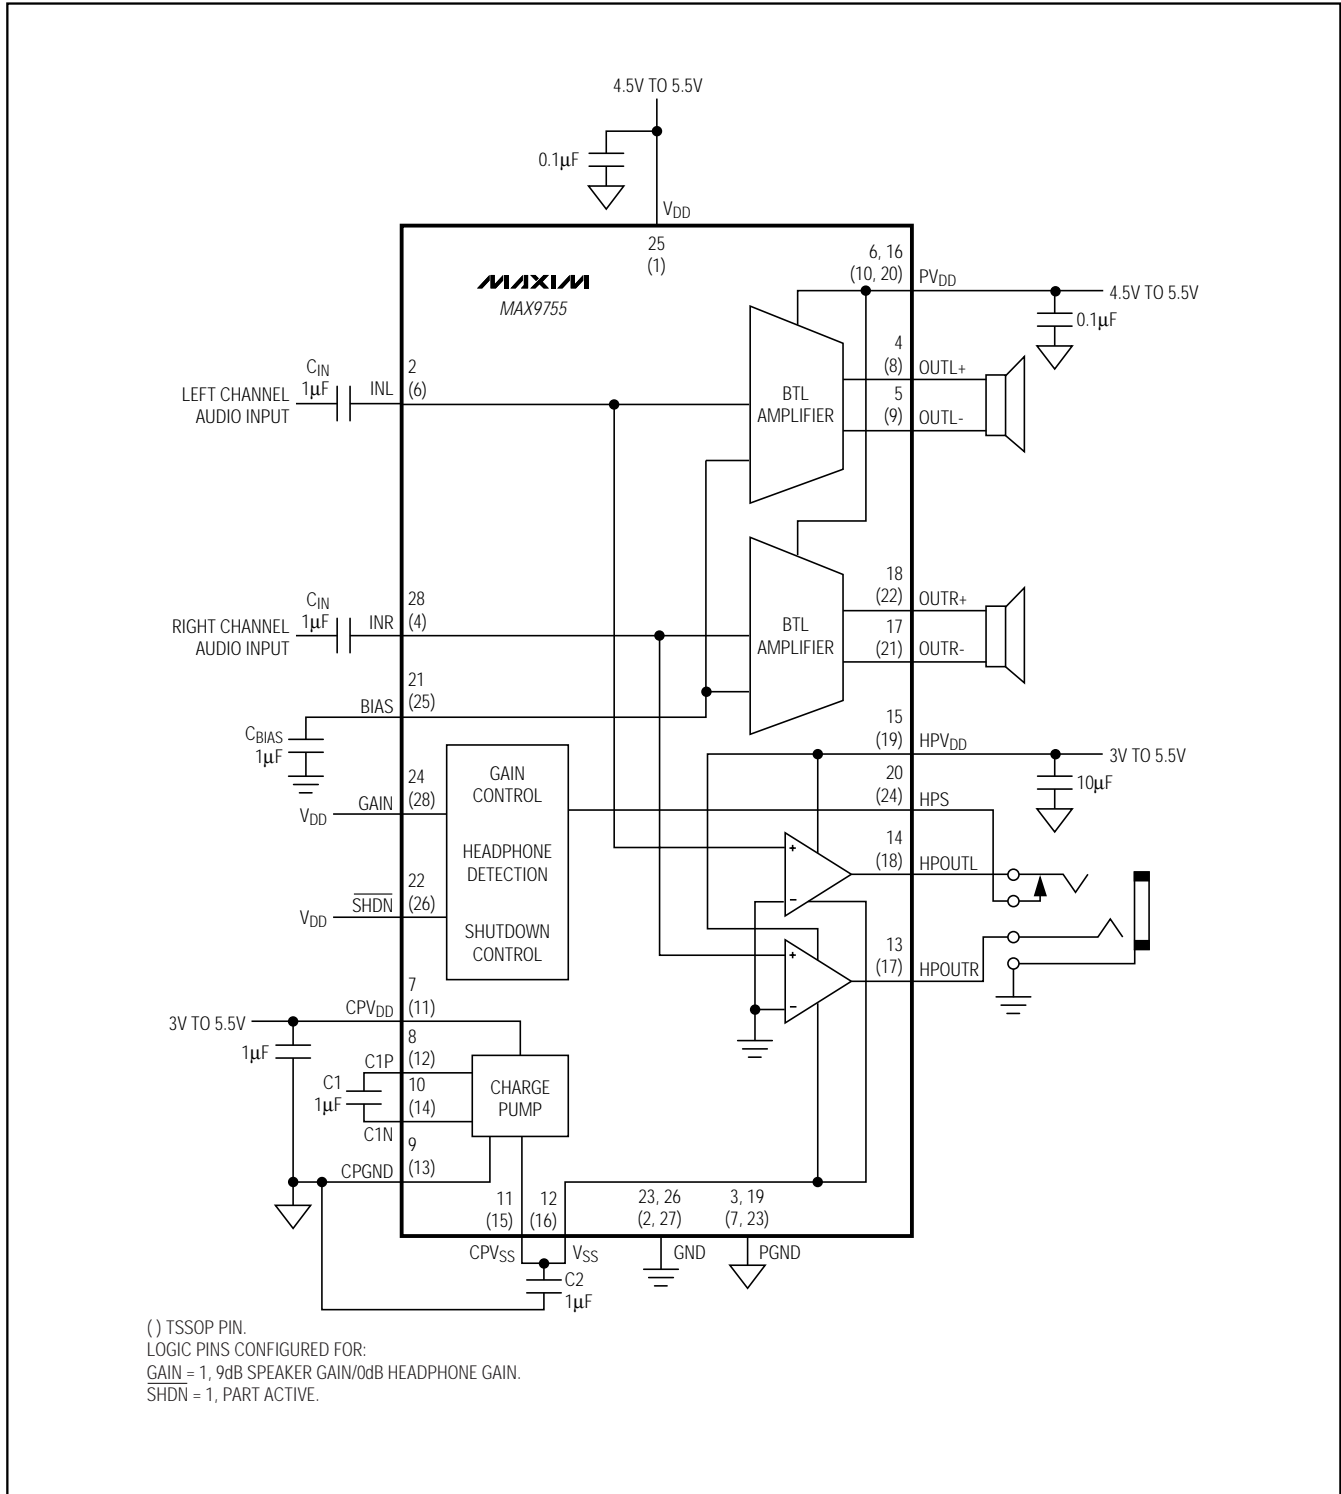 4.5V TO 5.5V
0.1μF
VDD
25
(1)
6, 16
(10, 20)
PVDD
MAXIM
MAX9755
4.5V TO 5.5V
0.1μF
4
(8)
OUTL+
5
(9)
OUTL-
CIN
1μF
2
(6)
INL
LEFT CHANNEL
AUDIO INPUT
BTL
AMPLIFIER
18
(22)
OUTR+
17
(21)
OUTR-
CIN
1μF
28
(4)
INR
RIGHT CHANNEL
AUDIO INPUT
BTL
AMPLIFIER
21
(25)
BIAS
CBIAS
1μF
15
(19)
HPVDD
3V TO 5.5V
10μF
24
(28)
GAIN
VDD
GAIN
CONTROL
HEADPHONE
DETECTION
SHUTDOWN
CONTROL
20
(24)
HPS
14
(18)
HPOUTL
+
−
22
(26)
SHDN
VDD
13
(17)
HPOUTR
+
−
7
(11)
CPVDD
3V TO 5.5V
1μF
8
(12)
C1P
C1
1μF
10
(14)
C1N
CHARGE
PUMP
9
(13)
CPGND
11
(15)
12
(16)
23, 26
(2, 27)
3, 19
(7, 23)
CPVSS
VSS
GND
PGND
C2
1μF
( ) TSSOP PIN.
LOGIC PINS CONFIGURED FOR:
GAIN = 1, 9dB SPEAKER GAIN/0dB HEADPHONE GAIN.
SHDN = 1, PART ACTIVE.